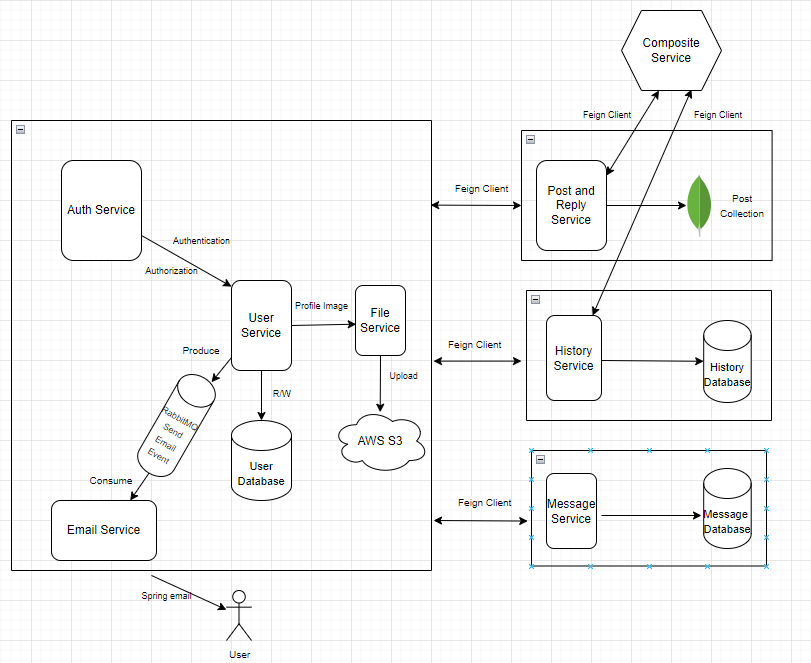 Composite
Service
Feign Client
Feign Client
Auth Service
Authentication
Authorization
Feign Client
Post and
Reply
Service
Post
Collection
User
Service
Profile Image
File
Service
Produce
R/W
Upload
Feign Client
History
Service
History
Database
RabbitMQ
Send
Email
Event
User
Database
AWS S3
Consume
Email Service
Feign Client
Message
Service
Message
Database
Spring email
User